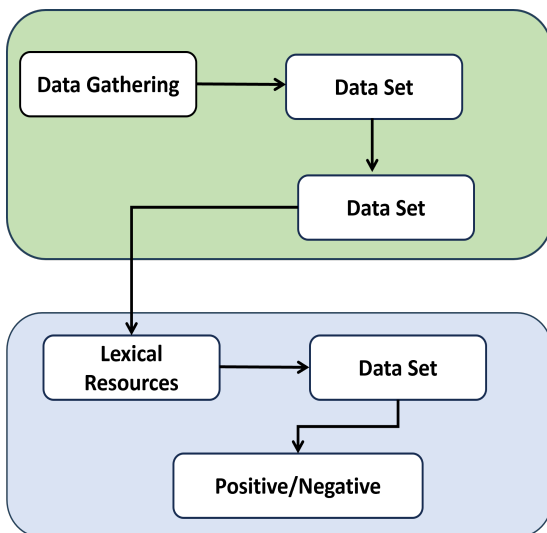 Data Gathering
Data Set
Data Set
Lexical
Resources
Data Set
Positive/Negative